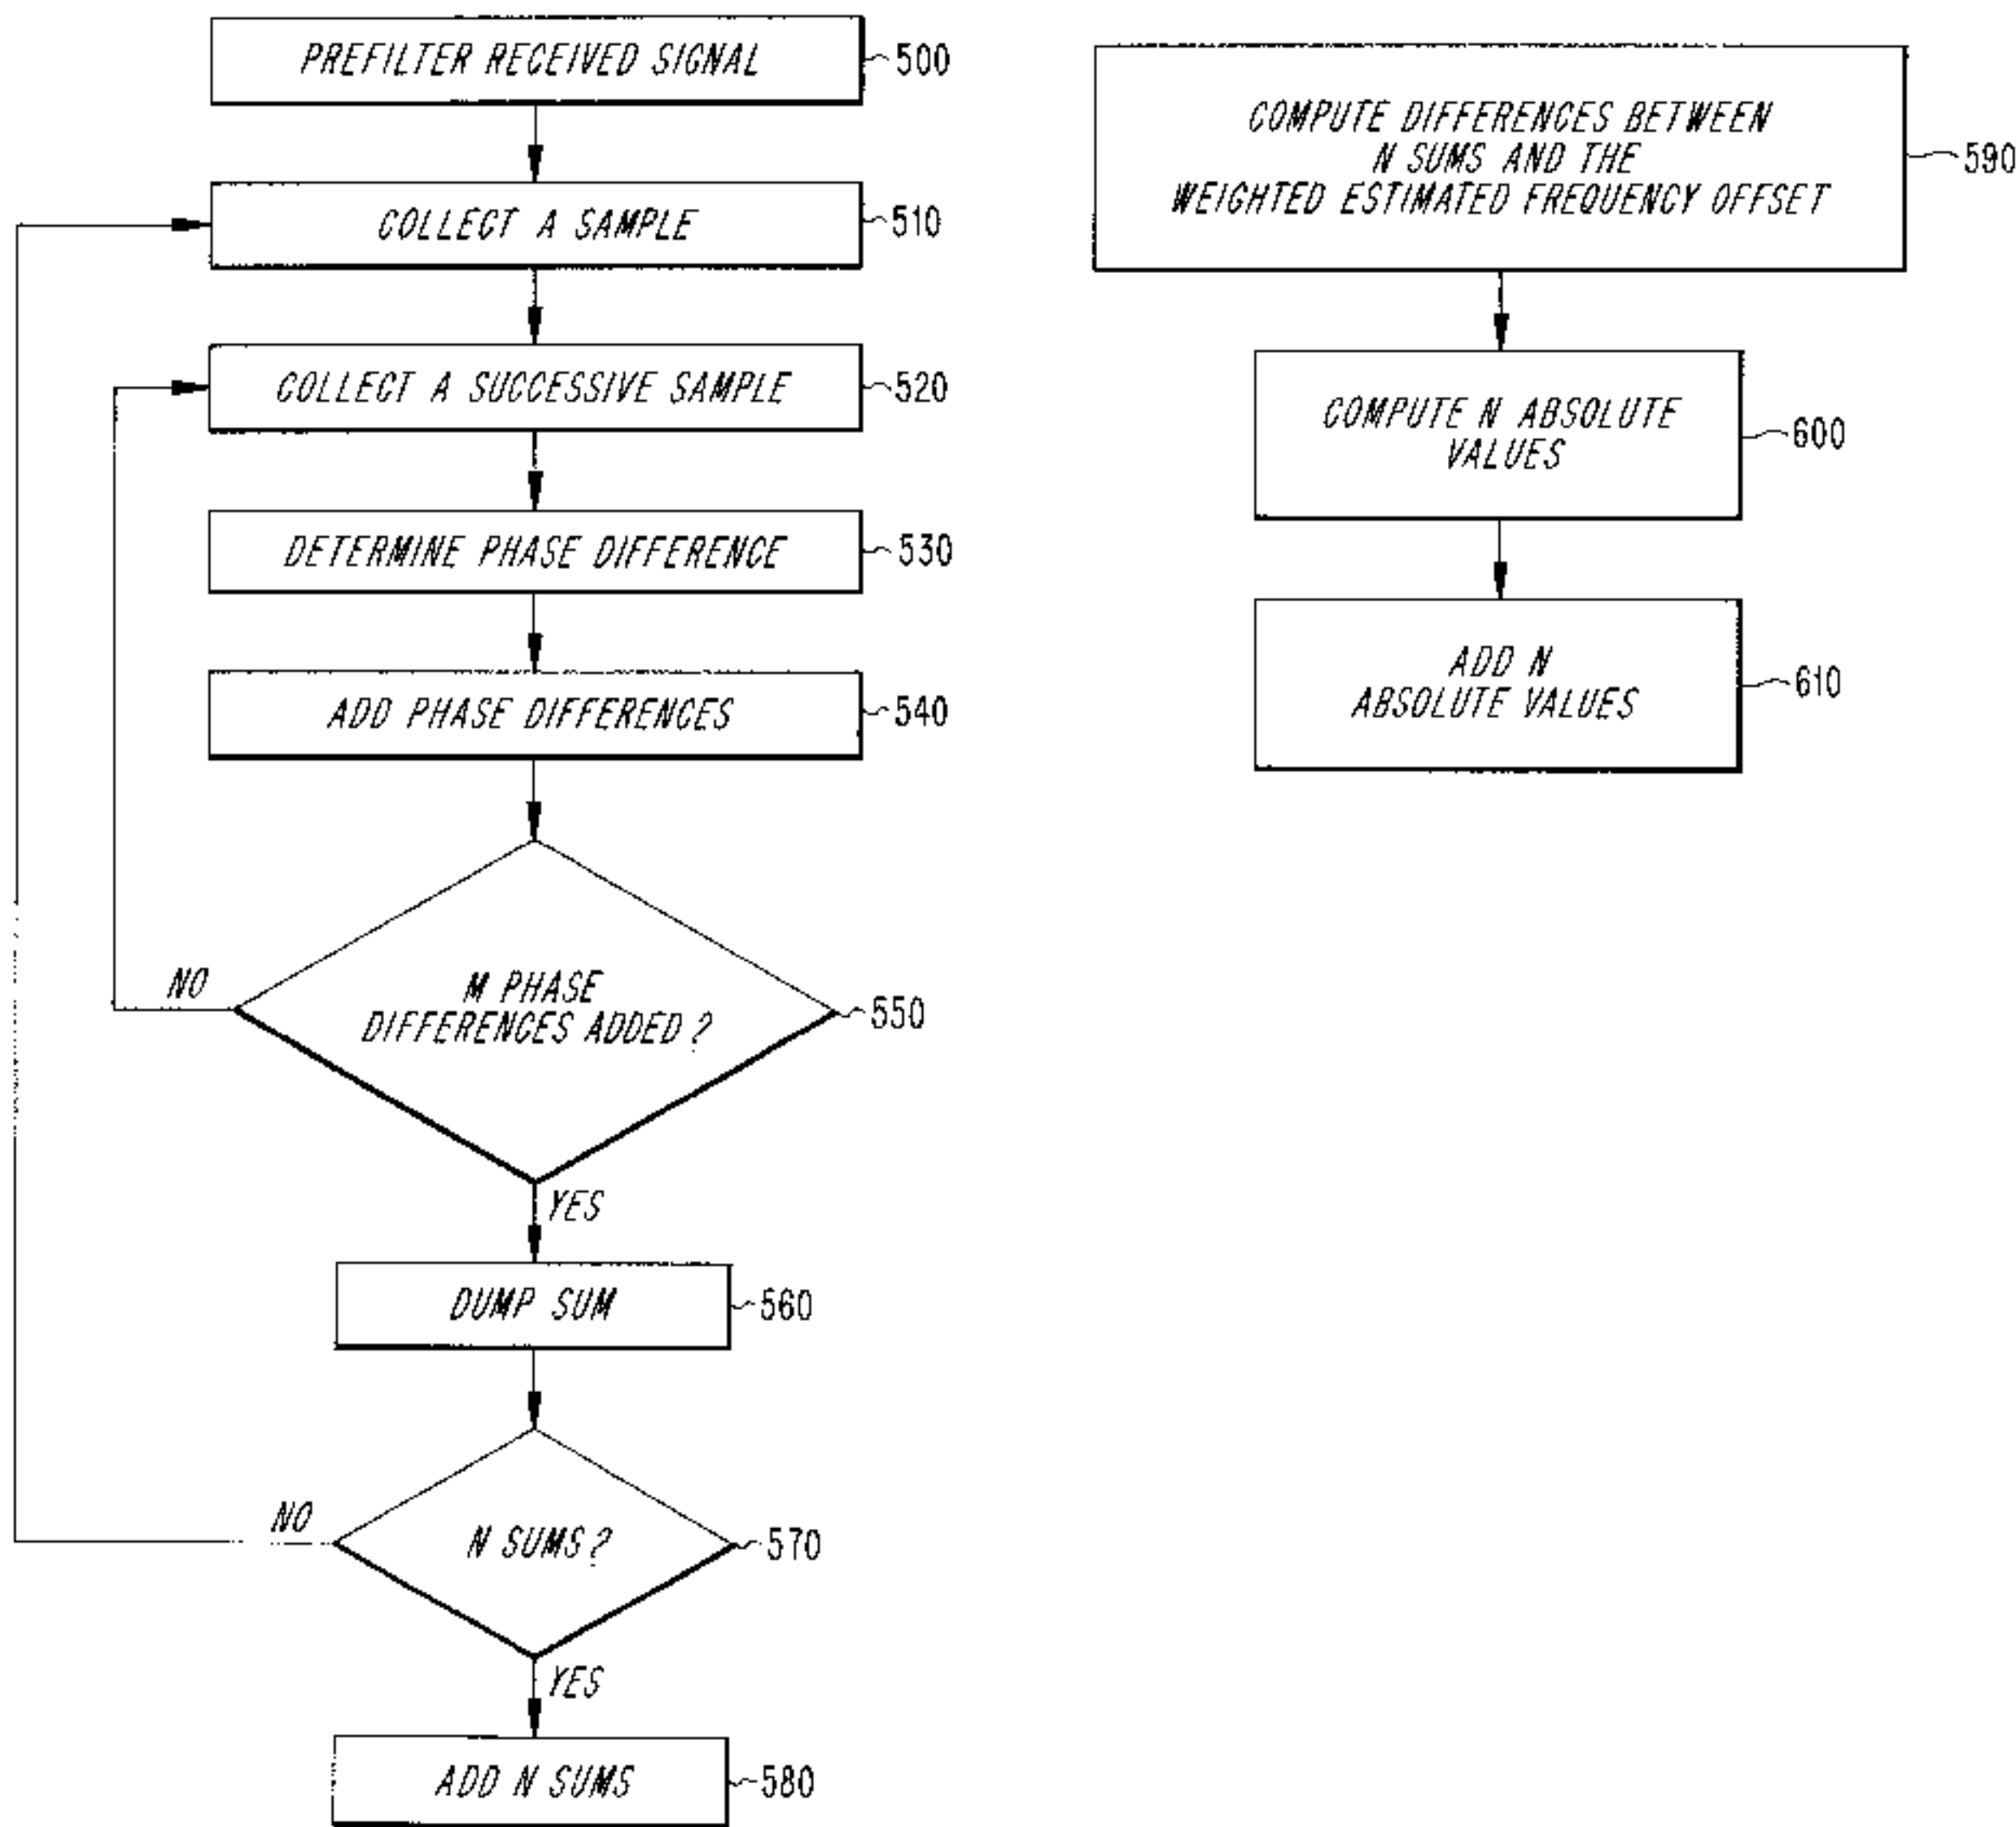 PREFILTER RECEIVED SIGNAL
500
COLLECT A SAMPLE
510
COLLECT A SUCCESSIVE SAMPLE
520
DETERMINE PHASE DIFFERENCE
530
ADD PHASE DIFFERENCES
540
M PHASE
DIFFERENCES ADDED?
550
NO
YES
DUMP SUM
560
N SUMS?
570
NO
YES
ADD N SUMS
580
COMPUTE DIFFERENCES BETWEEN
N SUMS AND THE
WEIGHTED ESTIMATED FREQUENCY OFFSET
590
COMPUTE N ABSOLUTE
VALUES
600
ADD N
ABSOLUTE VALUES
610